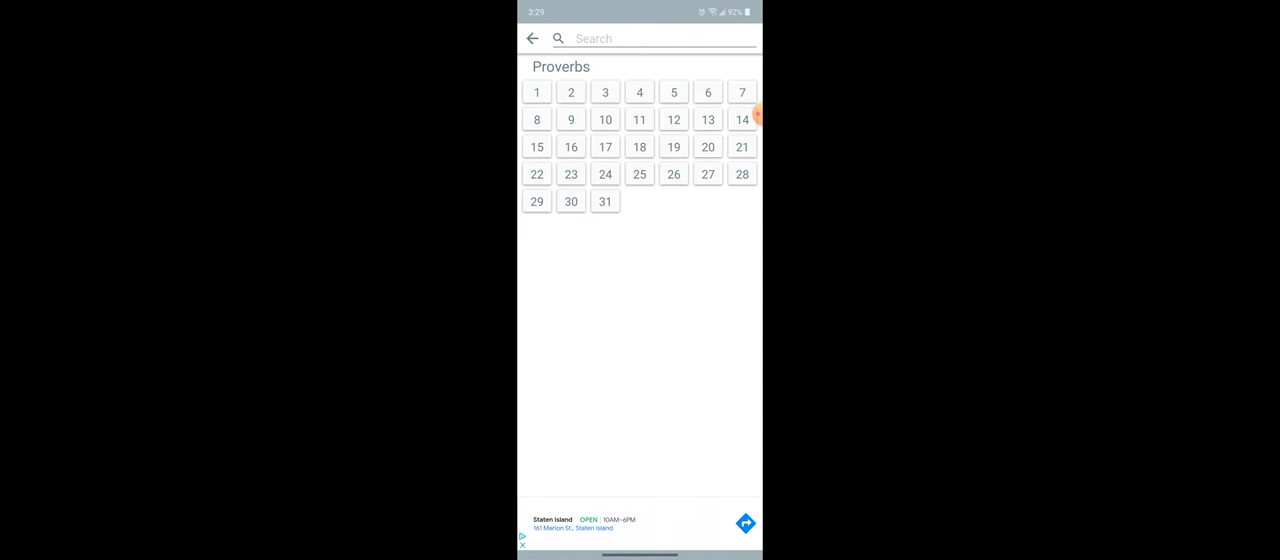 3:29 92%
Search
Proverbs
1 2 3 4 5 6 7
8 9 10 11 12 13 14
15 16 17 18 19 20 21
22 23 24 25 26 27 28
29 30 31
Staten Island OPEN 10AM–6PM
161 Marion St., Staten Island